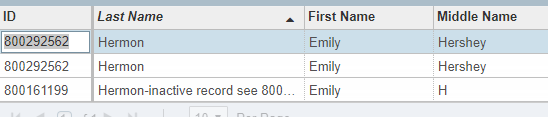 ID Last Name First Name Middle Name
800292562 Hermon Emily Hershey
800292562 Hermon Emily Hershey
800161199 Hermon-inactive record see 800... Emily H
Per Page